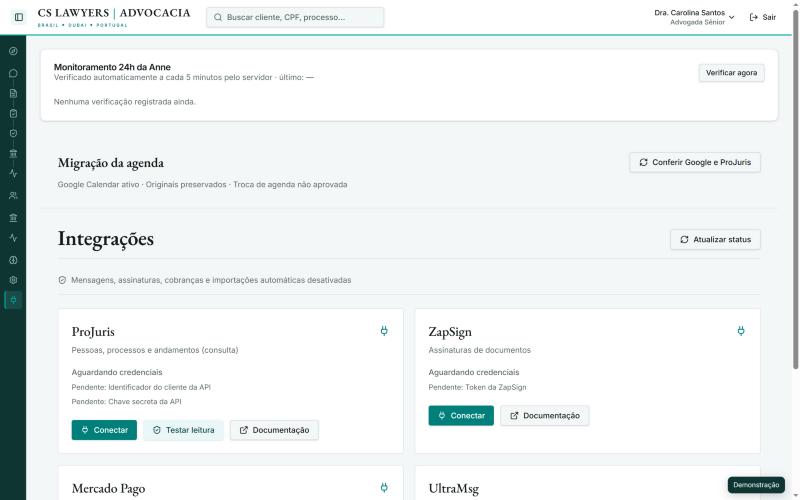 CS LAWYERS | ADVOCACIA
BRASIL • DUBAI • PORTUGAL
Buscar cliente, CPF, processo...
Dra. Carolina Santos
Advogada Sênior
Sair
Monitoramento 24h da Anne
Verificado automaticamente a cada 5 minutos pelo servidor · último: —
Verificar agora
Nenhuma verificação registrada ainda.
Migração da agenda
Conferir Google e ProJuris
Google Calendar ativo · Originais preservados · Troca de agenda não aprovada
Integrações
Atualizar status
Mensagens, assinaturas, cobranças e importações automáticas desativadas
ProJuris
Pessoas, processos e andamentos (consulta)
Aguardando credenciais
Pendente: Identificador do cliente da API
Pendente: Chave secreta da API
Conectar
Testar leitura
Documentação
ZapSign
Assinaturas de documentos
Aguardando credenciais
Pendente: Token da ZapSign
Conectar
Documentação
Mercado Pago
UltraMsg
Demonstração